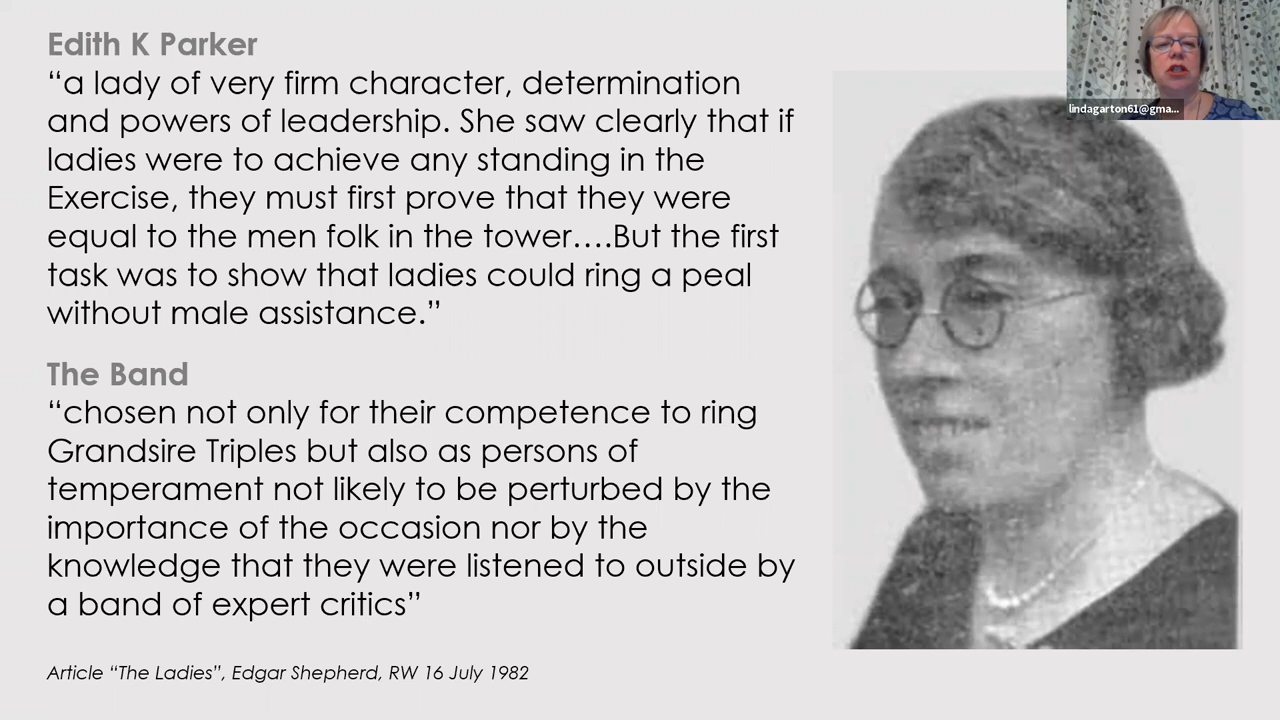 Edith K Parker
“a lady of very firm character, determination
and powers of leadership. She saw clearly that if
ladies were to achieve any standing in the
Exercise, they must first prove that they were
equal to the men folk in the tower….But the first
task was to show that ladies could ring a peal
without male assistance.”
The Band
“chosen not only for their competence to ring
Grandsire Triples but also as persons of
temperament not likely to be perturbed by the
importance of the occasion nor by the
knowledge that they were listened to outside by
a band of expert critics”
Article “The Ladies”, Edgar Shepherd, RW 16 July 1982
lindagarton61@gma...